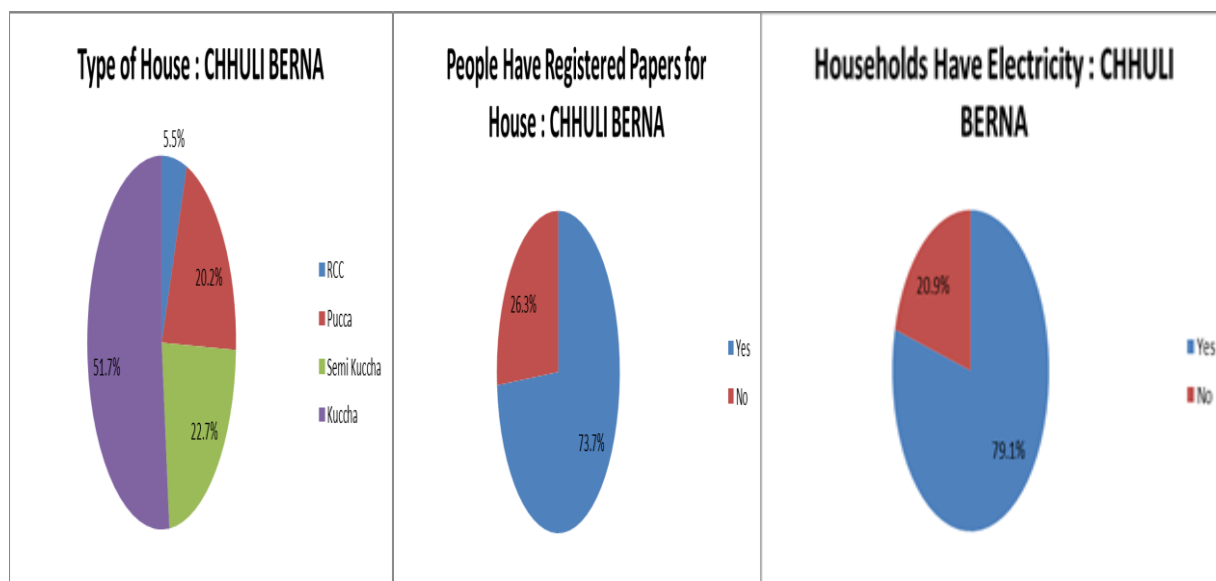 Type of House : CHHULI BERNA
5.5%
20.2%
51.7%
22.7%
RCC
Pucca
Semi Kuccha
Kuccha
People Have Registered Papers for
House : CHHULI BERNA
26.3%
73.7%
Yes
No
Households Have Electricity : CHHULI
BERNA
20.9%
79.1%
Yes
No